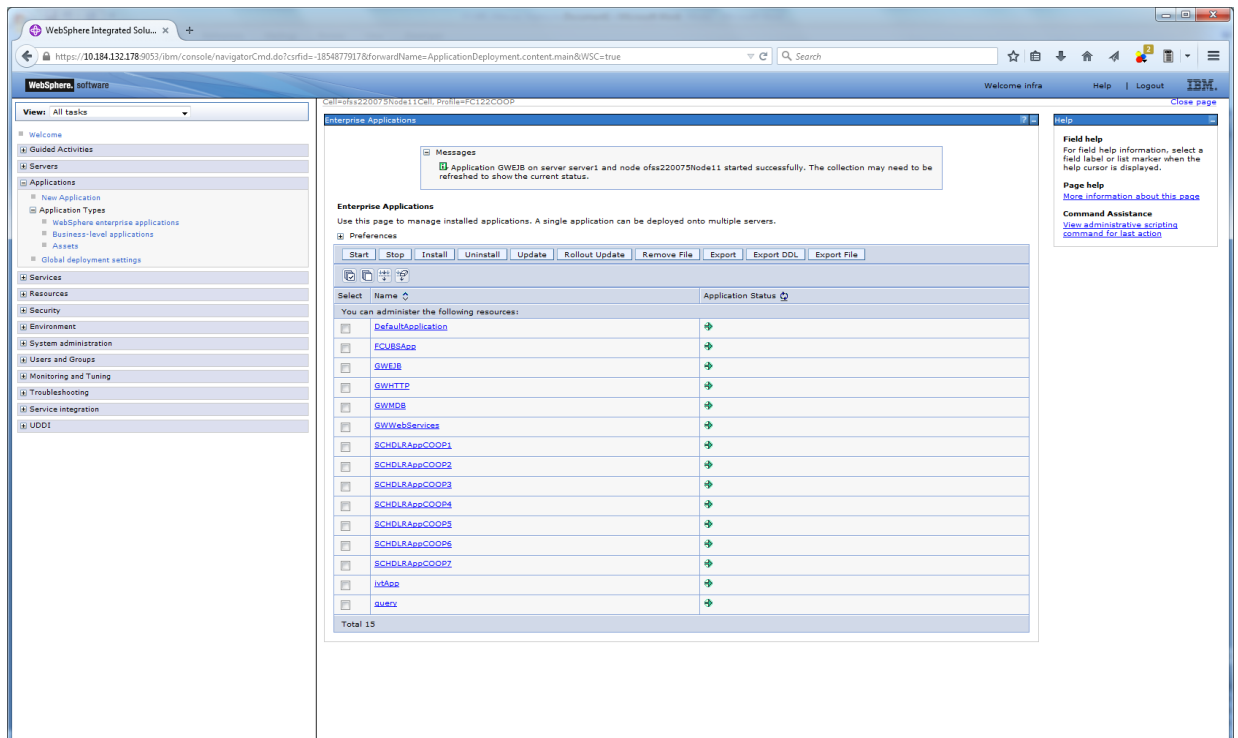 WebSphere Integrated Solu... × +
https://10.184.132.178:9053/ibm/console/navigatorCmd.do?csrfid=-1854877917&forwardName=ApplicationDeployment.content.main&WSC=true
Search
2
WebSphere. software
Welcome infra
Help | Logout
IBM.
View: All tasks
Welcome
Guided Activities
Servers
Applications
New Application
Application Types
WebSphere enterprise applications
Business-level applications
Assets
Global deployment settings
Services
Resources
Security
Environment
System administration
Users and Groups
Monitoring and Tuning
Troubleshooting
Service integration
UDDI
Cell=ofss220075Node11Cell, Profile=FC122COOP
Close page
Enterprise Applications
Messages
Application GWEJB on server server1 and node ofss220075Node11 started successfully. The collection may need to be
refreshed to show the current status.
Enterprise Applications
Use this page to manage installed applications. A single application can be deployed onto multiple servers.
Preferences
Start Stop Install Uninstall Update Rollout Update Remove File Export Export DDL Export File
Select Name Application Status
You can administer the following resources:
DefaultApplication
FCUBSApp
GWEJB
GWHTTP
GWMDB
GWWebServices
SCHDLRAppCOOP1
SCHDLRAppCOOP2
SCHDLRAppCOOP3
SCHDLRAppCOOP4
SCHDLRAppCOOP5
SCHDLRAppCOOP6
SCHDLRAppCOOP7
ivtApp
query
Total 15
Help
Field help
For field help information, select a
field label or list marker when the
help cursor is displayed.
Page help
More information about this page
Command Assistance
View administrative scripting
command for last action